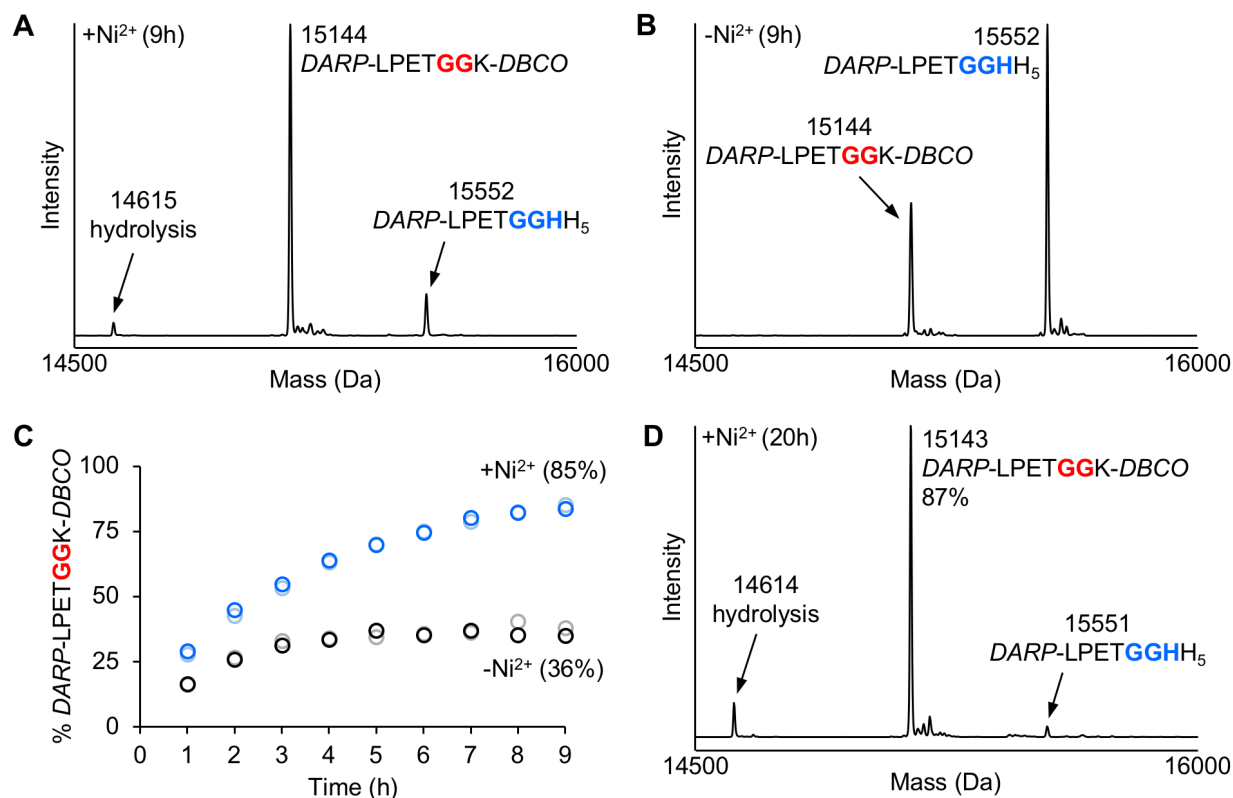 A
+Ni²⁺ (9h)
15144
DARP-LPETGGK-DBCO
15552
DARP-LPETGGHH₅
14615
hydrolysis
Intensity
14500
16000
Mass (Da)
B
-Ni²⁺ (9h)
15552
DARP-LPETGGHH₅
15144
DARP-LPETGGK-DBCO
Intensity
14500
16000
Mass (Da)
C
% DARP-LPETGGK-DBCO
100
75
50
25
0
+Ni²⁺ (85%)
-Ni²⁺ (36%)
0 1 2 3 4 5 6 7 8 9
Time (h)
D
+Ni²⁺ (20h)
15143
DARP-LPETGGK-DBCO
87%
14614
hydrolysis
15551
DARP-LPETGGHH₅
Intensity
14500
16000
Mass (Da)